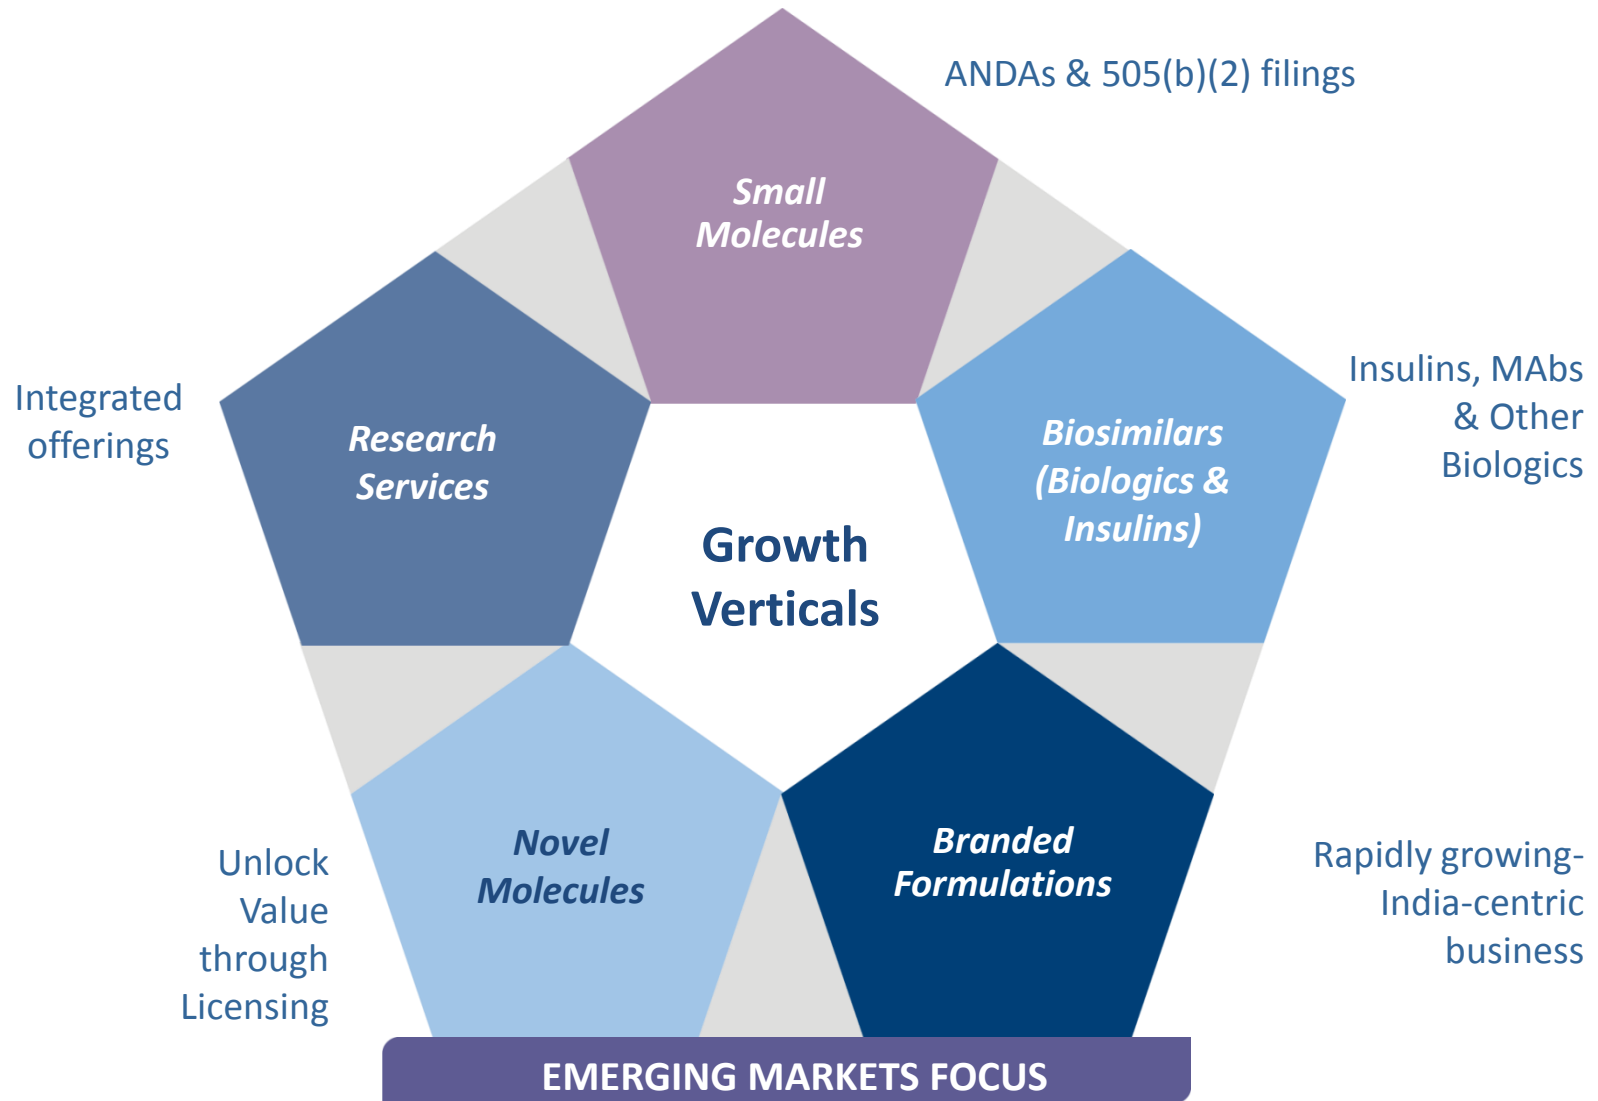 ANDAs & 505(b)(2) filings
Small
Molecules
Integrated
offerings
Research
Services
Insulins, MAbs
& Other
Biologics
Biosimilars
(Biologics &
Insulins)
Growth
Verticals
Unlock
Value
through
Licensing
Novel
Molecules
Branded
Formulations
Rapidly growing-
India-centric
business
EMERGING MARKETS FOCUS